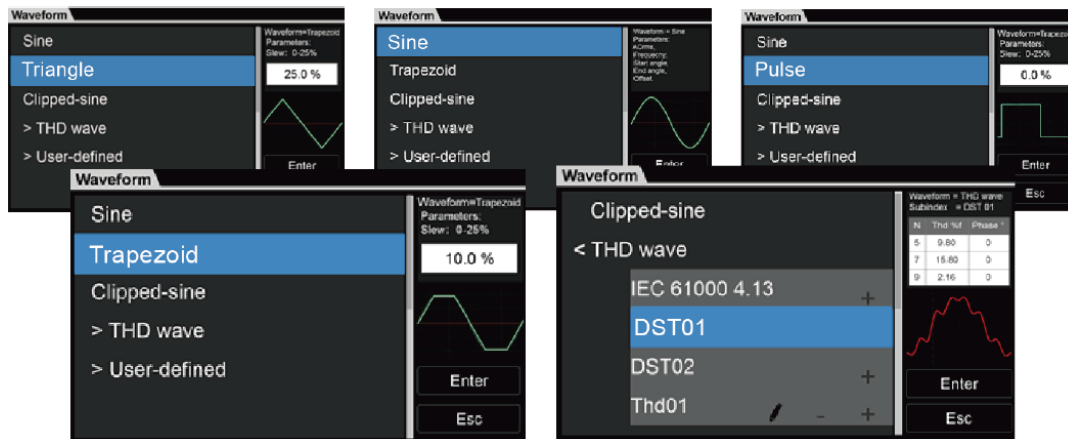 Waveform
Sine
Triangle
Clipped-sine
> THD wave
> User-defined
Waveform=Trapezoid
Parameters:
Slew: 0-25%
25.0 %
Enter
Waveform
Sine
Trapezoid
Clipped-sine
> THD wave
> User-defined
Waveform = Sine
Parameters:
ACrms,
Frequecny,
Start angle,
End angle,
Offset.
Enter
Waveform
Sine
Pulse
Clipped-sine
> THD wave
> User-defined
Waveform=Trapezoid
Parameters:
Slew: 0-25%
0.0 %
Enter
Esc
Waveform
Sine
Trapezoid
Clipped-sine
> THD wave
> User-defined
Waveform=Trapezoid
Parameters:
Slew: 0-25%
10.0 %
Enter
Esc
Waveform
Clipped-sine
< THD wave
IEC 61000 4.13 +
DST01
DST02 +
Thd01 - +
Waveform = THD wave
Subindex = DST 01
N Thd %f Phase °
5 9.80 0
7 15.80 0
9 2.16 0
Enter
Esc